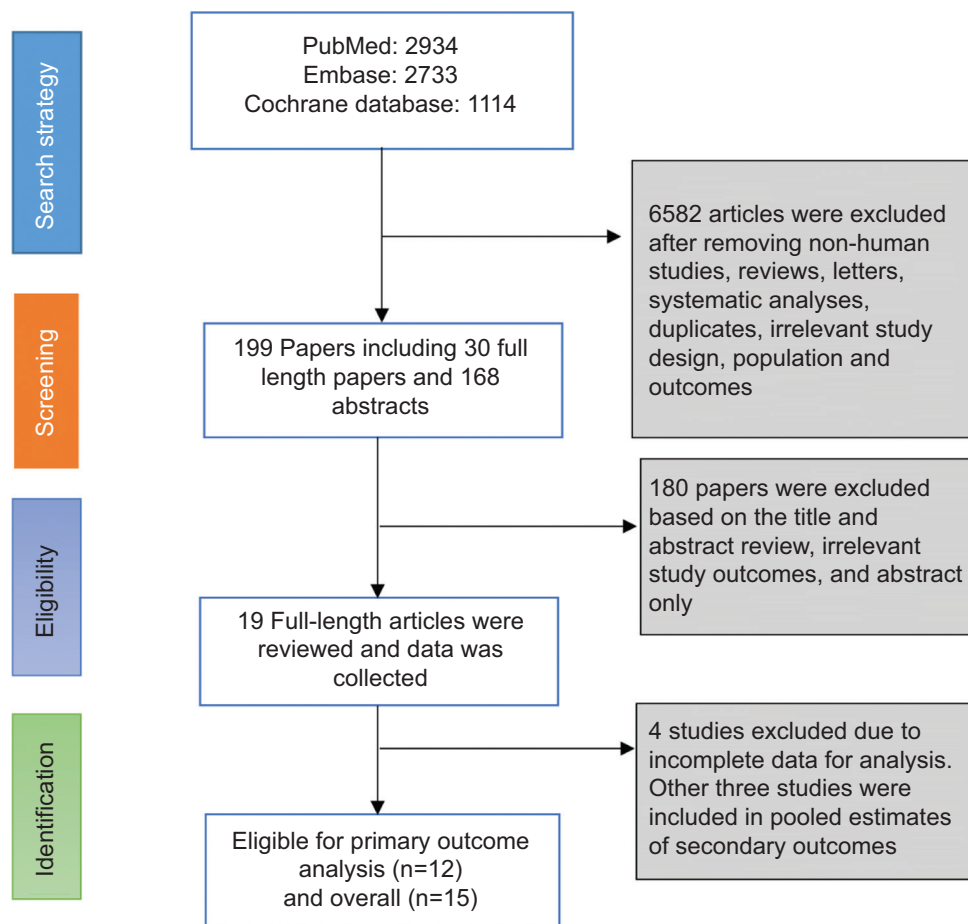 Search strategy
PubMed: 2934
Embase: 2733
Cochrane database: 1114
6582 articles were excluded
after removing non-human
studies, reviews, letters,
systematic analyses,
duplicates, irrelevant study
design, population and
outcomes
Screening
199 Papers including 30 full
length papers and 168
abstracts
180 papers were excluded
based on the title and
abstract review, irrelevant
study outcomes, and abstract
only
Eligibility
19 Full-length articles were
reviewed and data was
collected
4 studies excluded due to
incomplete data for analysis.
Other three studies were
included in pooled estimates
of secondary outcomes
Identification
Eligible for primary outcome
analysis (n=12)
and overall (n=15)